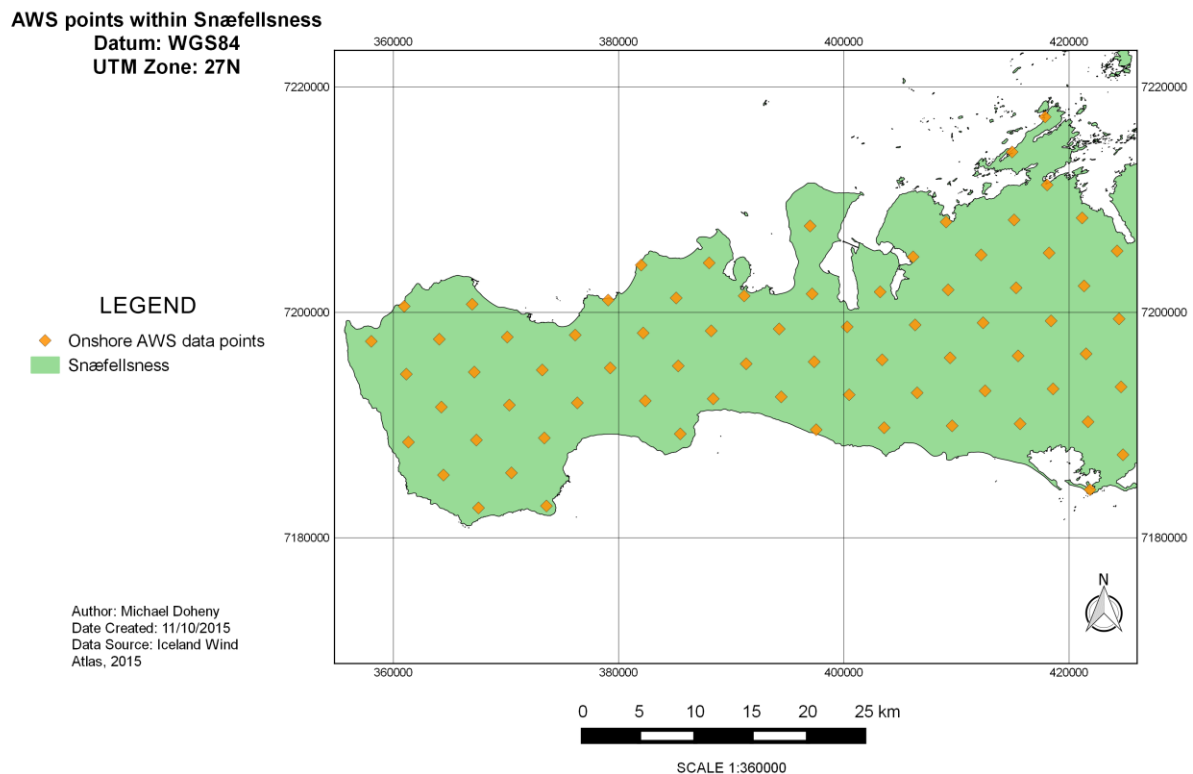 AWS points within Snæfellsness
Datum: WGS84
UTM Zone: 27N
360000 380000 400000 420000
7220000 7220000
7200000 7200000
7180000 7180000
360000 380000 400000 420000
LEGEND
Onshore AWS data points
Snæfellsness
N
Author: Michael Doheny
Date Created: 11/10/2015
Data Source: Iceland Wind
Atlas, 2015
0 5 10 15 20 25 km
SCALE 1:360000